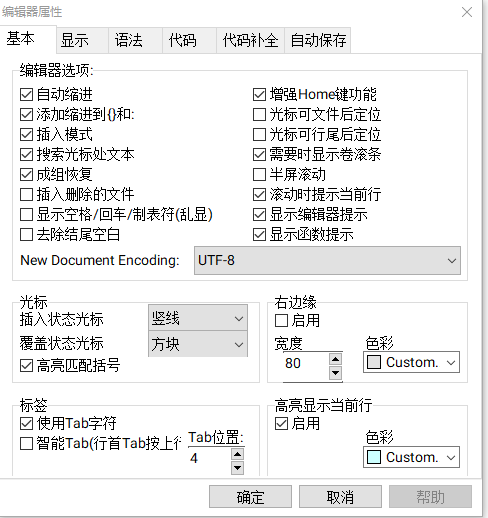 编辑器属性
基本 显示 语法 代码 代码补全 自动保存
编辑器选项:
自动缩进 增强Home键功能
添加缩进到{}和: 光标可文件后定位
插入模式 光标可行尾后定位
搜索光标处文本 需要时显示卷滚条
成组恢复 半屏滚动
插入删除的文件 滚动时提示当前行
显示空格/回车/制表符(乱显) 显示编辑器提示
去除结尾空白 显示函数提示
New Document Encoding: UTF-8
光标 右边缘
插入状态光标 竖线 启用
覆盖状态光标 方块 宽度 色彩
高亮匹配括号 80 Custom.
标签 高亮显示当前行
使用Tab字符 启用
智能Tab(行首Tab按上行 Tab位置: 色彩
4 Custom.
确定 取消 帮助